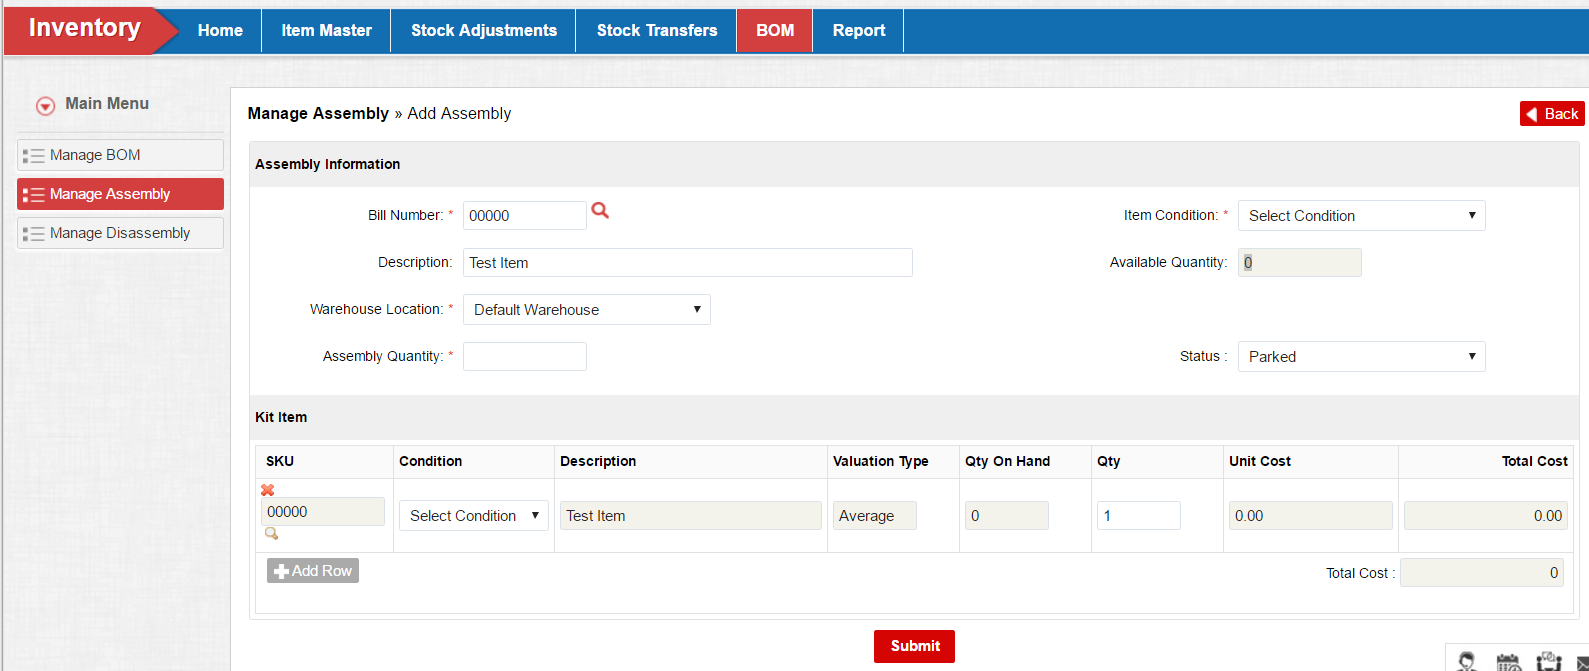 Inventory Home Item Master Stock Adjustments Stock Transfers BOM Report
Main Menu
Manage BOM
Manage Assembly
Manage Disassembly
Manage Assembly » Add Assembly Back
Assembly Information
Bill Number: * 00000 Item Condition: * Select Condition
Description: Test Item Available Quantity: 0
Warehouse Location: * Default Warehouse
Assembly Quantity: * Status : Parked
Kit Item
SKU Condition Description Valuation Type Qty On Hand Qty Unit Cost Total Cost
00000 Select Condition Test Item Average 0 1 0.00 0.00
Add Row Total Cost : 0
Submit